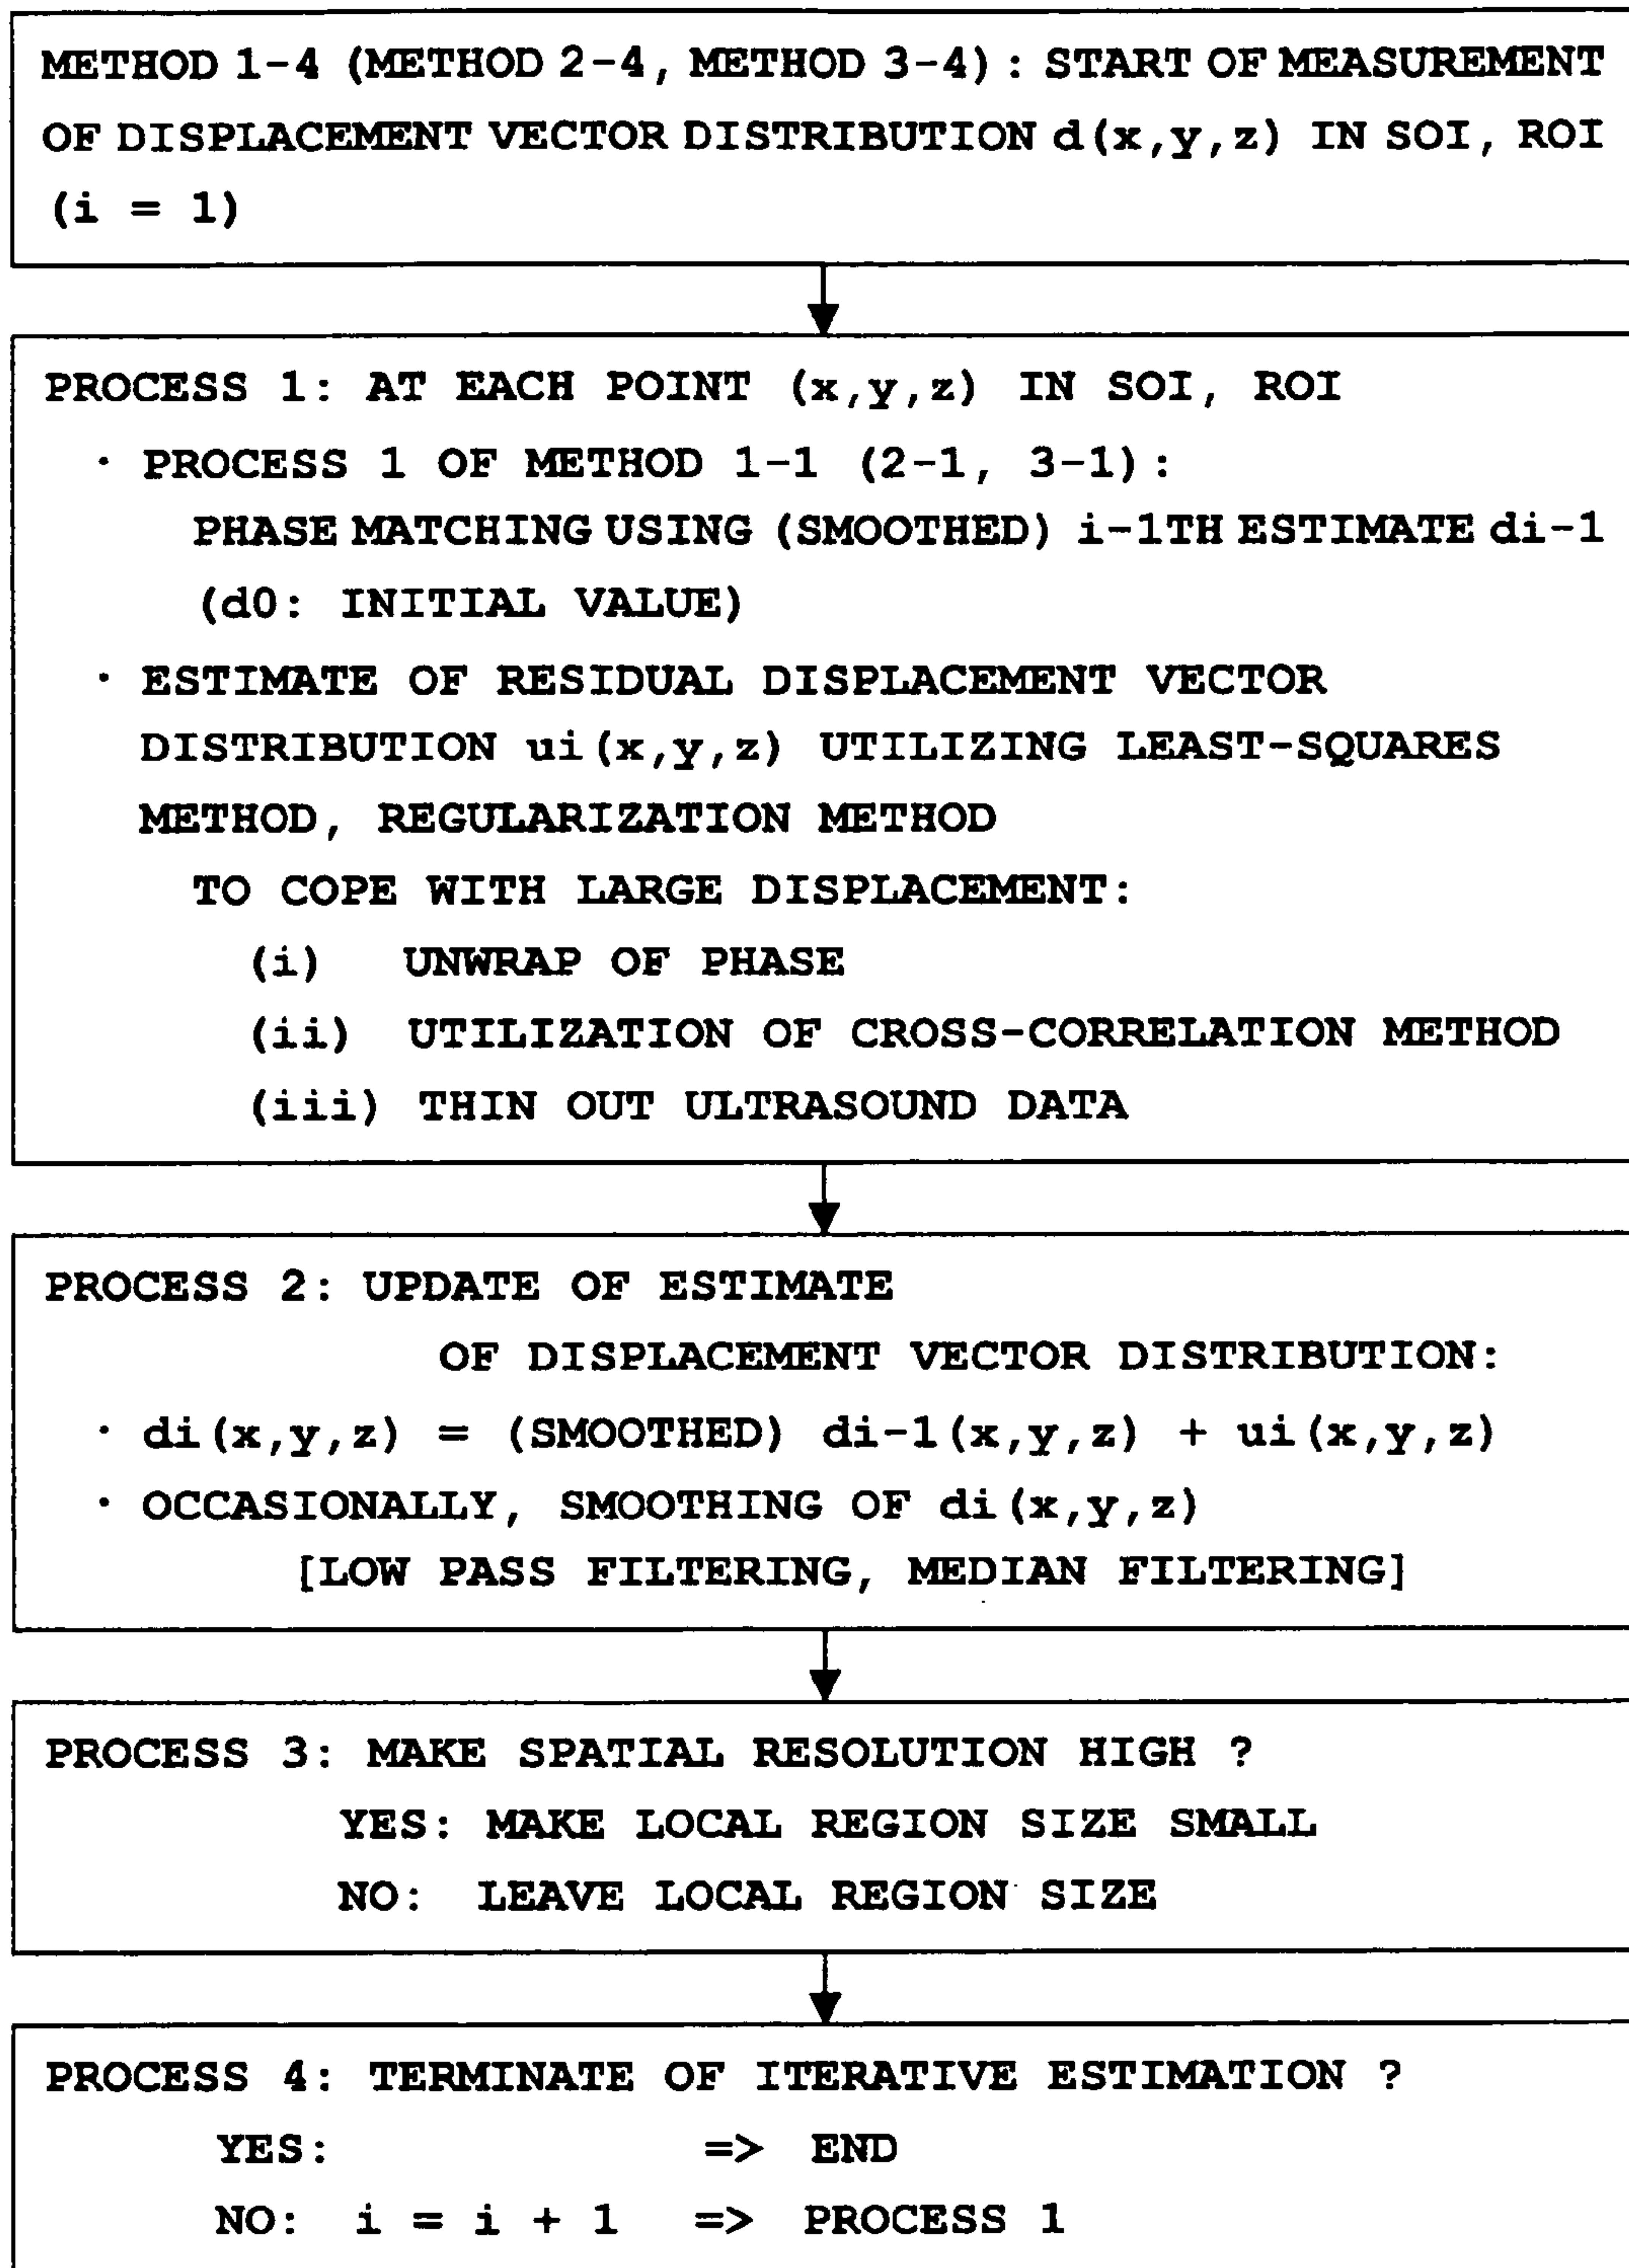 METHOD 1-4 (METHOD 2-4, METHOD 3-4): START OF MEASUREMENT
OF DISPLACEMENT VECTOR DISTRIBUTION d(x,y,z) IN SOI, ROI
(i = 1)
PROCESS 1: AT EACH POINT (x,y,z) IN SOI, ROI
· PROCESS 1 OF METHOD 1-1 (2-1, 3-1):
PHASE MATCHING USING (SMOOTHED) i-1TH ESTIMATE di-1
(d0: INITIAL VALUE)
· ESTIMATE OF RESIDUAL DISPLACEMENT VECTOR
DISTRIBUTION ui(x,y,z) UTILIZING LEAST-SQUARES
METHOD, REGULARIZATION METHOD
TO COPE WITH LARGE DISPLACEMENT:
(i) UNWRAP OF PHASE
(ii) UTILIZATION OF CROSS-CORRELATION METHOD
(iii) THIN OUT ULTRASOUND DATA
PROCESS 2: UPDATE OF ESTIMATE
OF DISPLACEMENT VECTOR DISTRIBUTION:
· di(x,y,z) = (SMOOTHED) di-1(x,y,z) + ui(x,y,z)
· OCCASIONALLY, SMOOTHING OF di(x,y,z)
[LOW PASS FILTERING, MEDIAN FILTERING]
PROCESS 3: MAKE SPATIAL RESOLUTION HIGH ?
YES: MAKE LOCAL REGION SIZE SMALL
NO: LEAVE LOCAL REGION SIZE
PROCESS 4: TERMINATE OF ITERATIVE ESTIMATION ?
YES: => END
NO: i = i + 1 => PROCESS 1